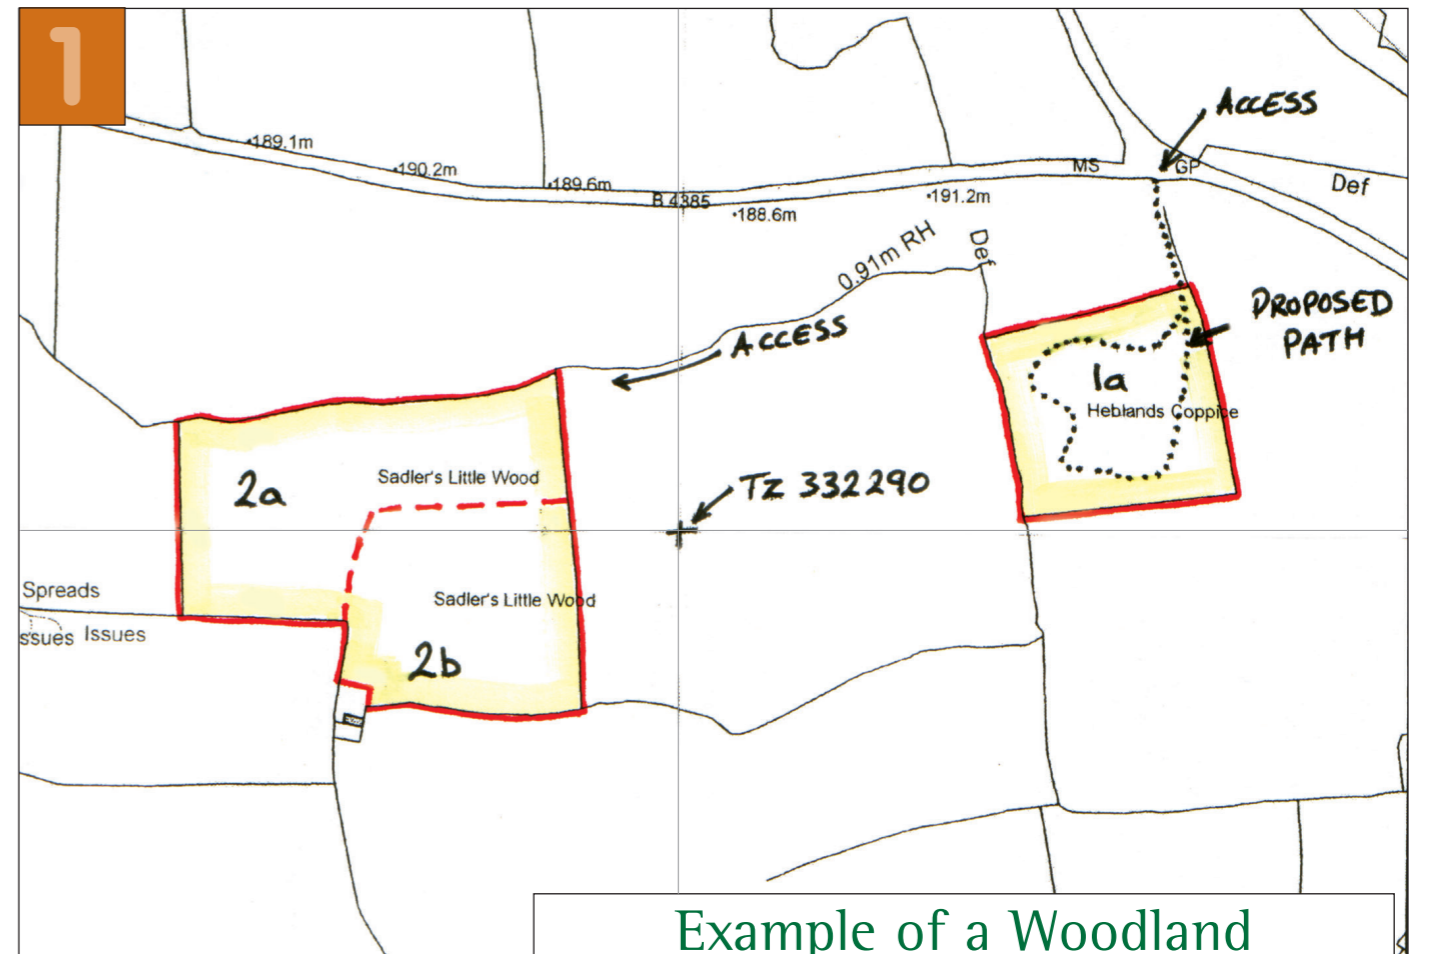 1
ACCESS
189.1m
190.2m
MS
GP
189.6m
Def
B 4385
191.2m
188.6m
0.91m RH
Def
PROPOSED
PATH
ACCESS
1a
Heblands Coppice
Sadler's Little Wood
2a
TZ 332290
Spreads
Sadler's Little Wood
ssues
Issues
2b
Example of a Woodland